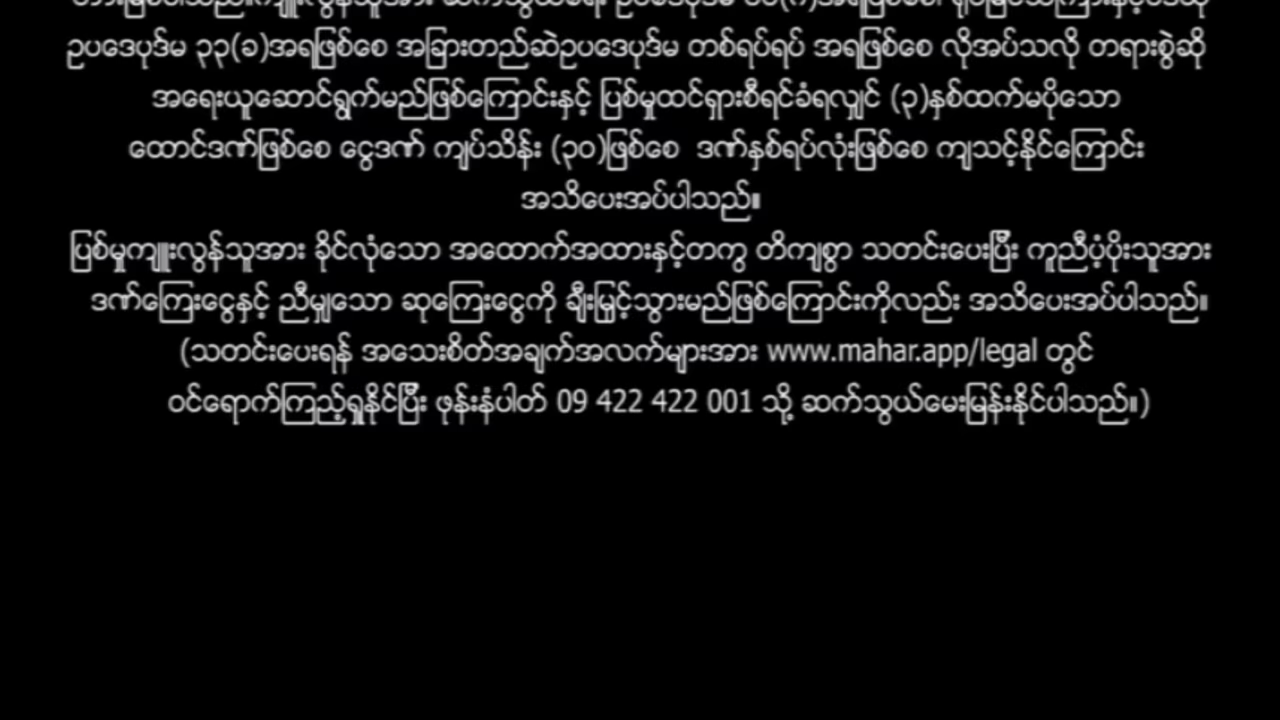 ဥပဒေပုဒ်မ ၃၃(ခ)အရဖြစ်စေ အခြားတည်ဆဲဥပဒေပုဒ်မ တစ်ရပ်ရပ် အရဖြစ်စေ လိုအပ်သလို တရားစွဲဆို
အရေးယူဆောင်ရွက်မည်ဖြစ်ကြောင်းနှင့် ပြစ်မှုထင်ရှားစီရင်ခံရလျှင် (၃)နှစ်ထက်မပိုသော
ထောင်ဒဏ်ဖြစ်စေ ငွေဒဏ် ကျပ်သိန်း (၃၀)ဖြစ်စေ ဒဏ်နှစ်ရပ်လုံးဖြစ်စေ ကျသင့်နိုင်ကြောင်း
အသိပေးအပ်ပါသည်။
ပြစ်မှုကျူးလွန်သူအား ခိုင်လုံသော အထောက်အထားနှင့်တကွ တိကျစွာ သတင်းပေးပြီး ကူညီပံ့ပိုးသူအား
ဒဏ်ကြေးငွေနှင့် ညီမျှသော ဆုကြေးငွေကို ချီးမြှင့်သွားမည်ဖြစ်ကြောင်းကိုလည်း အသိပေးအပ်ပါသည်။
(သတင်းပေးရန် အသေးစိတ်အချက်အလက်များအား www.mahar.app/legal တွင်
ဝင်ရောက်ကြည့်ရှုနိုင်ပြီး ဖုန်းနံပါတ် 09 422 422 001 သို့ ဆက်သွယ်မေးမြန်းနိုင်ပါသည်။)